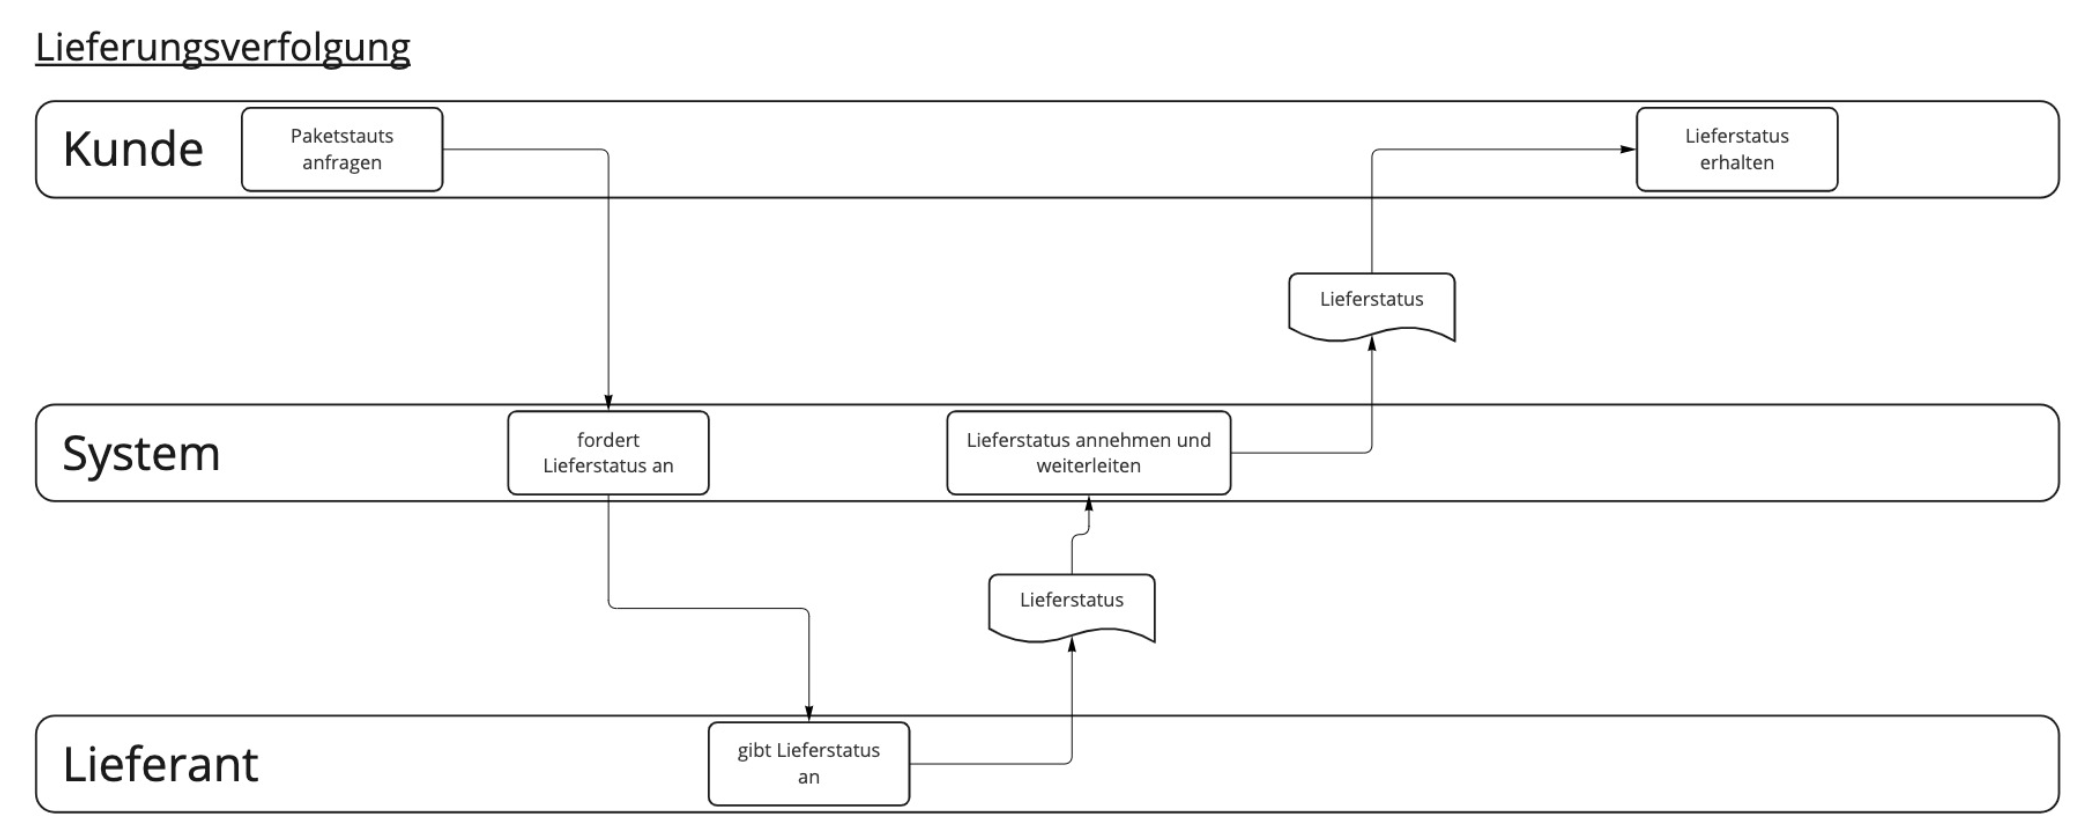 Lieferungsverfolgung
Kunde
Paketstauts
anfragen
Lieferstatus
erhalten
Lieferstatus
System
fordert
Lieferstatus an
Lieferstatus annehmen und
weiterleiten
Lieferstatus
Lieferant
gibt Lieferstatus
an